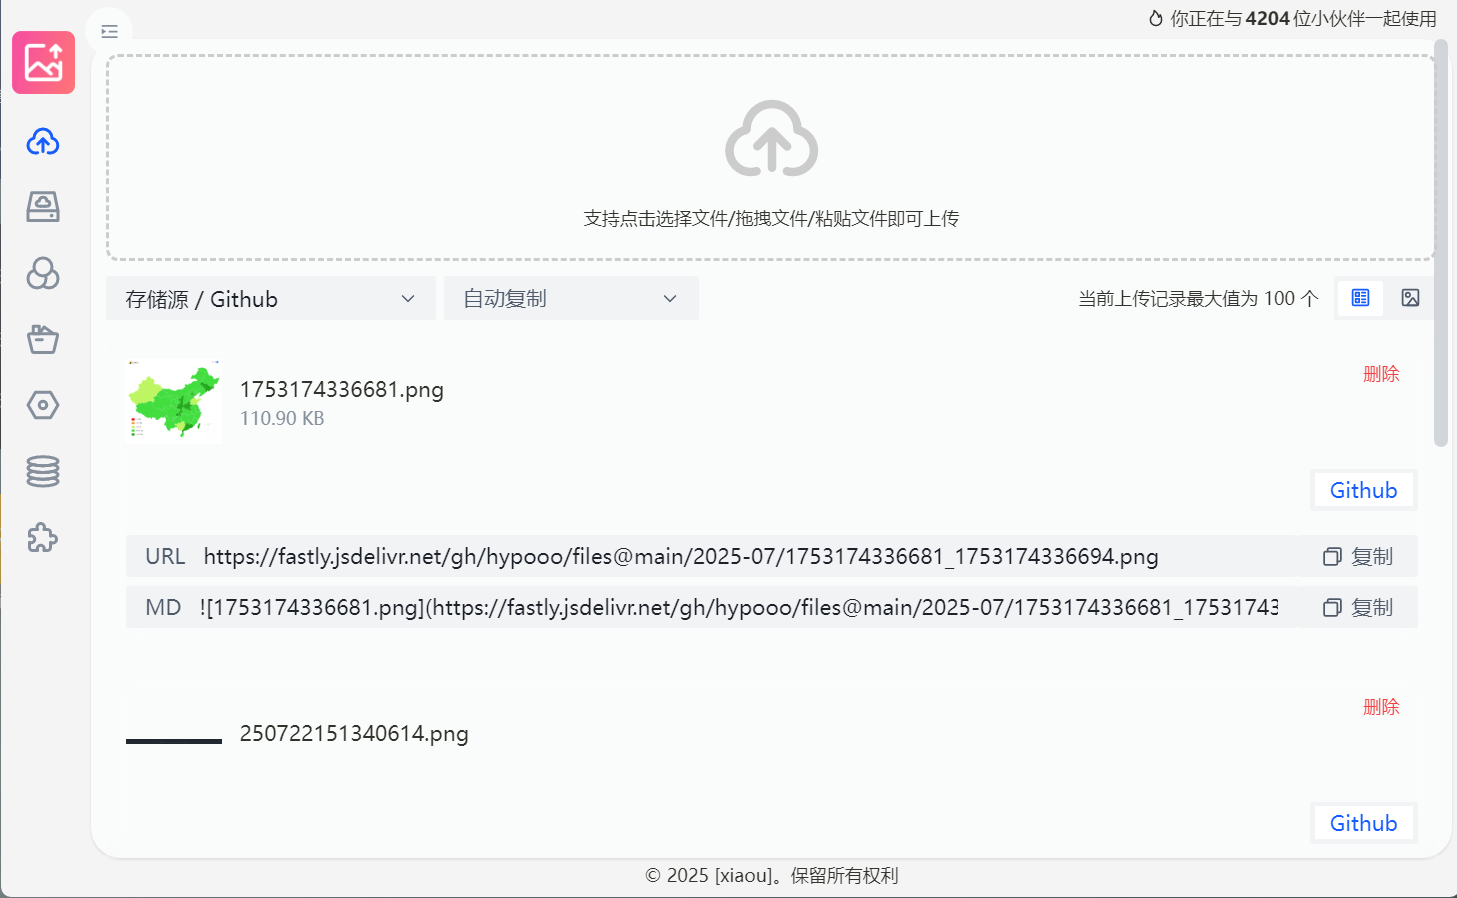 你正在与 4204 位小伙伴一起使用
支持点击选择文件/拖拽文件/粘贴文件即可上传
存储源 / Github
自动复制
当前上传记录最大值为 100 个
1753174336681.png
删除
110.90 KB
Github
URL https://fastly.jsdelivr.net/gh/hypooo/files@main/2025-07/1753174336681_1753174336694.png 复制
MD ![1753174336681.png](https://fastly.jsdelivr.net/gh/hypooo/files@main/2025-07/1753174336681_17531743 复制
删除
250722151340614.png
Github
© 2025 [xiaou]。保留所有权利